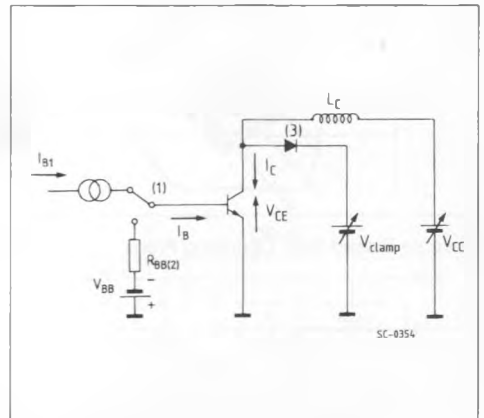 L_C
(3)
I_B1
(1)
I_C
I_B
V_CE
V_clamp
V_CC
R_BB(2)
V_BB
-
+
SC-0354